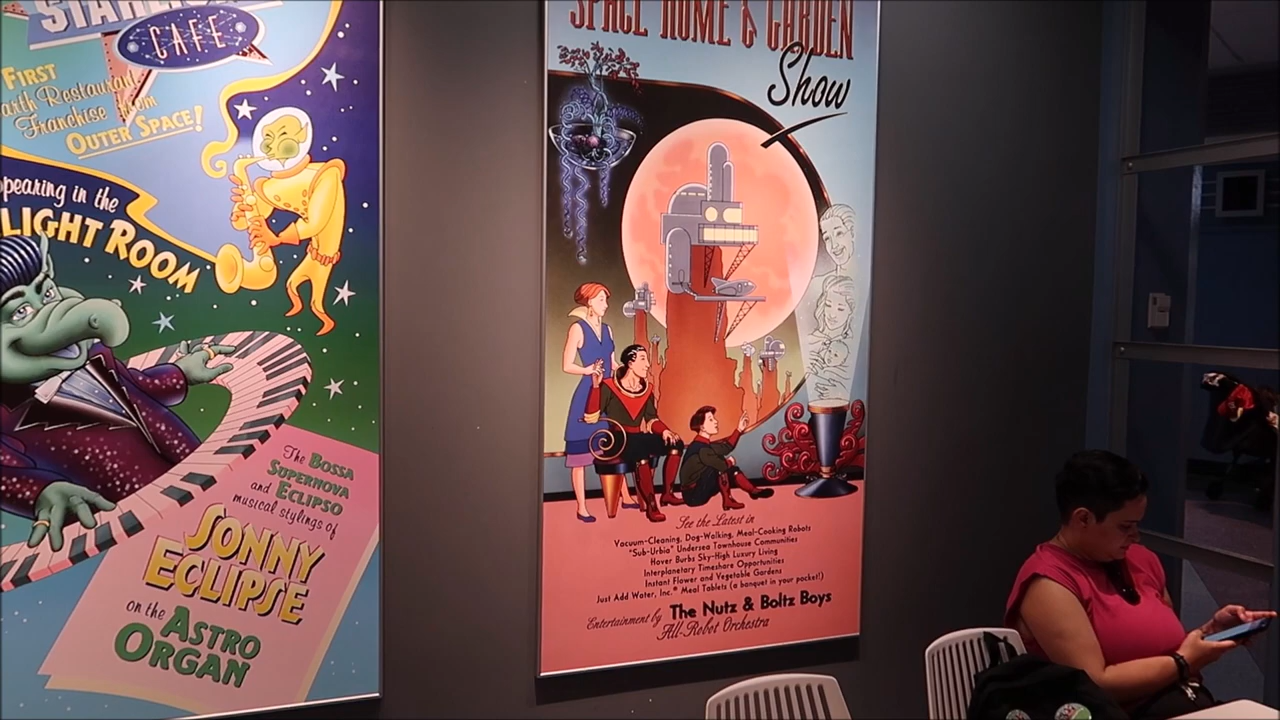 CAFE
FIRST
Earth Restaurant
Franchise from
OUTER SPACE!
appearing in the
LIGHT ROOM
The BOSSA
SUPERNOVA
and ECLIPSO
musical stylings of
SONNY
ECLIPSE
on the ASTRO
ORGAN
SPACE HOME & GARDEN
Show
See the Latest in
Vacuum-Cleaning, Dog-Walking, Meal-Cooking Robots
"Sub-Urbia" Undersea Townhouse Communities
Hover Burbs Sky-High Luxury Living
Interplanetary Timeshare Opportunities
Instant Flower and Vegetable Gardens
Just Add Water, Inc.® Meal Tablets (a banquet in your pocket!)
Entertainment by The Nutz & Boltz Boys
All-Robot Orchestra